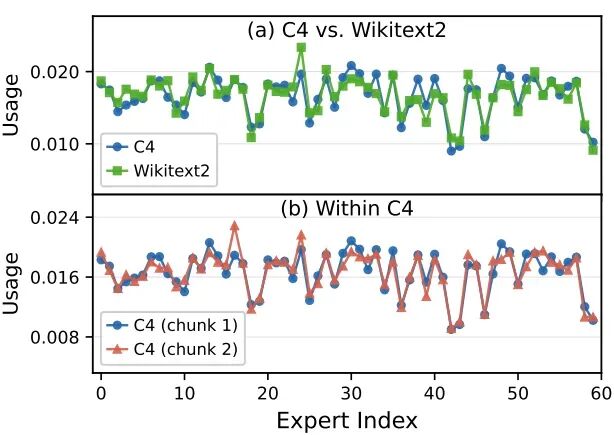 (a) C4 vs. Wikitext2
Usage
0.020
0.010
C4
Wikitext2
(b) Within C4
Usage
0.024
0.016
0.008
C4 (chunk 1)
C4 (chunk 2)
0 10 20 30 40 50 60
Expert Index